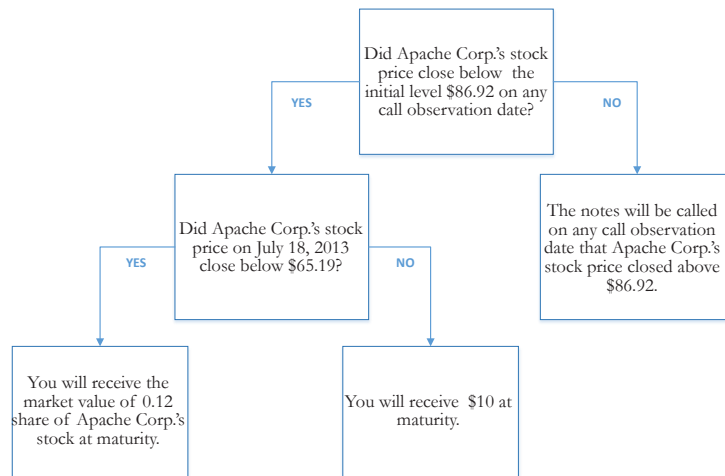 Did Apache Corp.'s stock
price close below the
initial level $86.92 on any
call observation date?
YES
NO
Did Apache Corp.'s stock
price on July 18, 2013
close below $65.19?
The notes will be called
on any call observation
date that Apache Corp.'s
stock price closed above
$86.92.
YES
NO
You will receive the
market value of 0.12
share of Apache Corp.'s
stock at maturity.
You will receive $10 at
maturity.